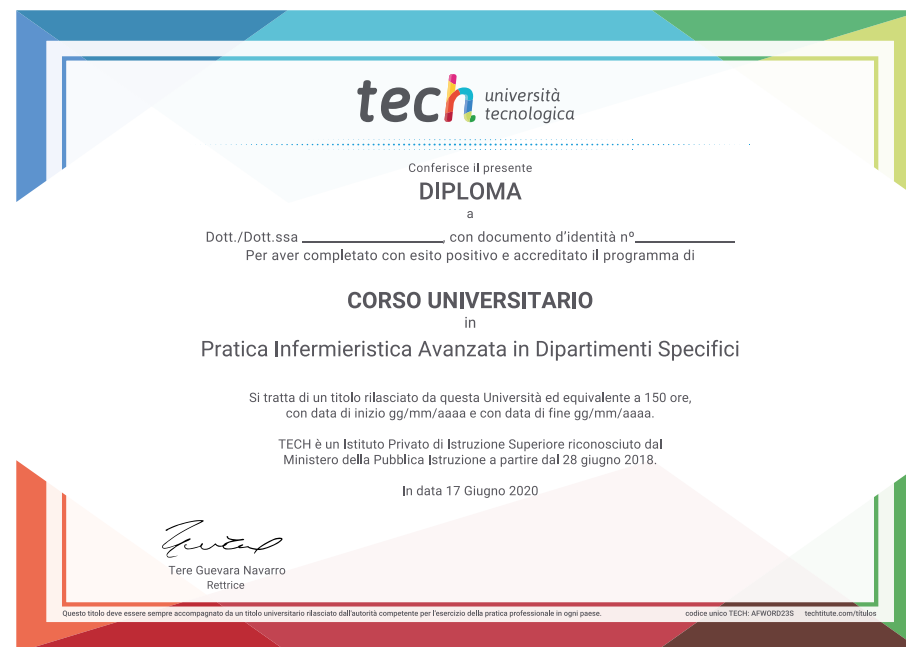 tech università
tecnologica
Conferisce il presente
DIPLOMA
a
Dott./Dott.ssa ____________, con documento d'identità nº____________
Per aver completato con esito positivo e accreditato il programma di
CORSO UNIVERSITARIO
in
Pratica Infermieristica Avanzata in Dipartimenti Specifici
Si tratta di un titolo rilasciato da questa Università ed equivalente a 150 ore,
con data di inizio gg/mm/aaaa e con data di fine gg/mm/aaaa.
TECH è un Istituto Privato di Istruzione Superiore riconosciuto dal
Ministero della Pubblica Istruzione a partire dal 28 giugno 2018.
In data 17 Giugno 2020
Tere Guevara Navarro
Rettrice
Questo titolo deve essere sempre accompagnato da un titolo universitario rilasciato dall'autorità competente per l'esercizio della pratica professionale in ogni paese. codice unico TECH: AFWORD23S techtitute.com/titulos